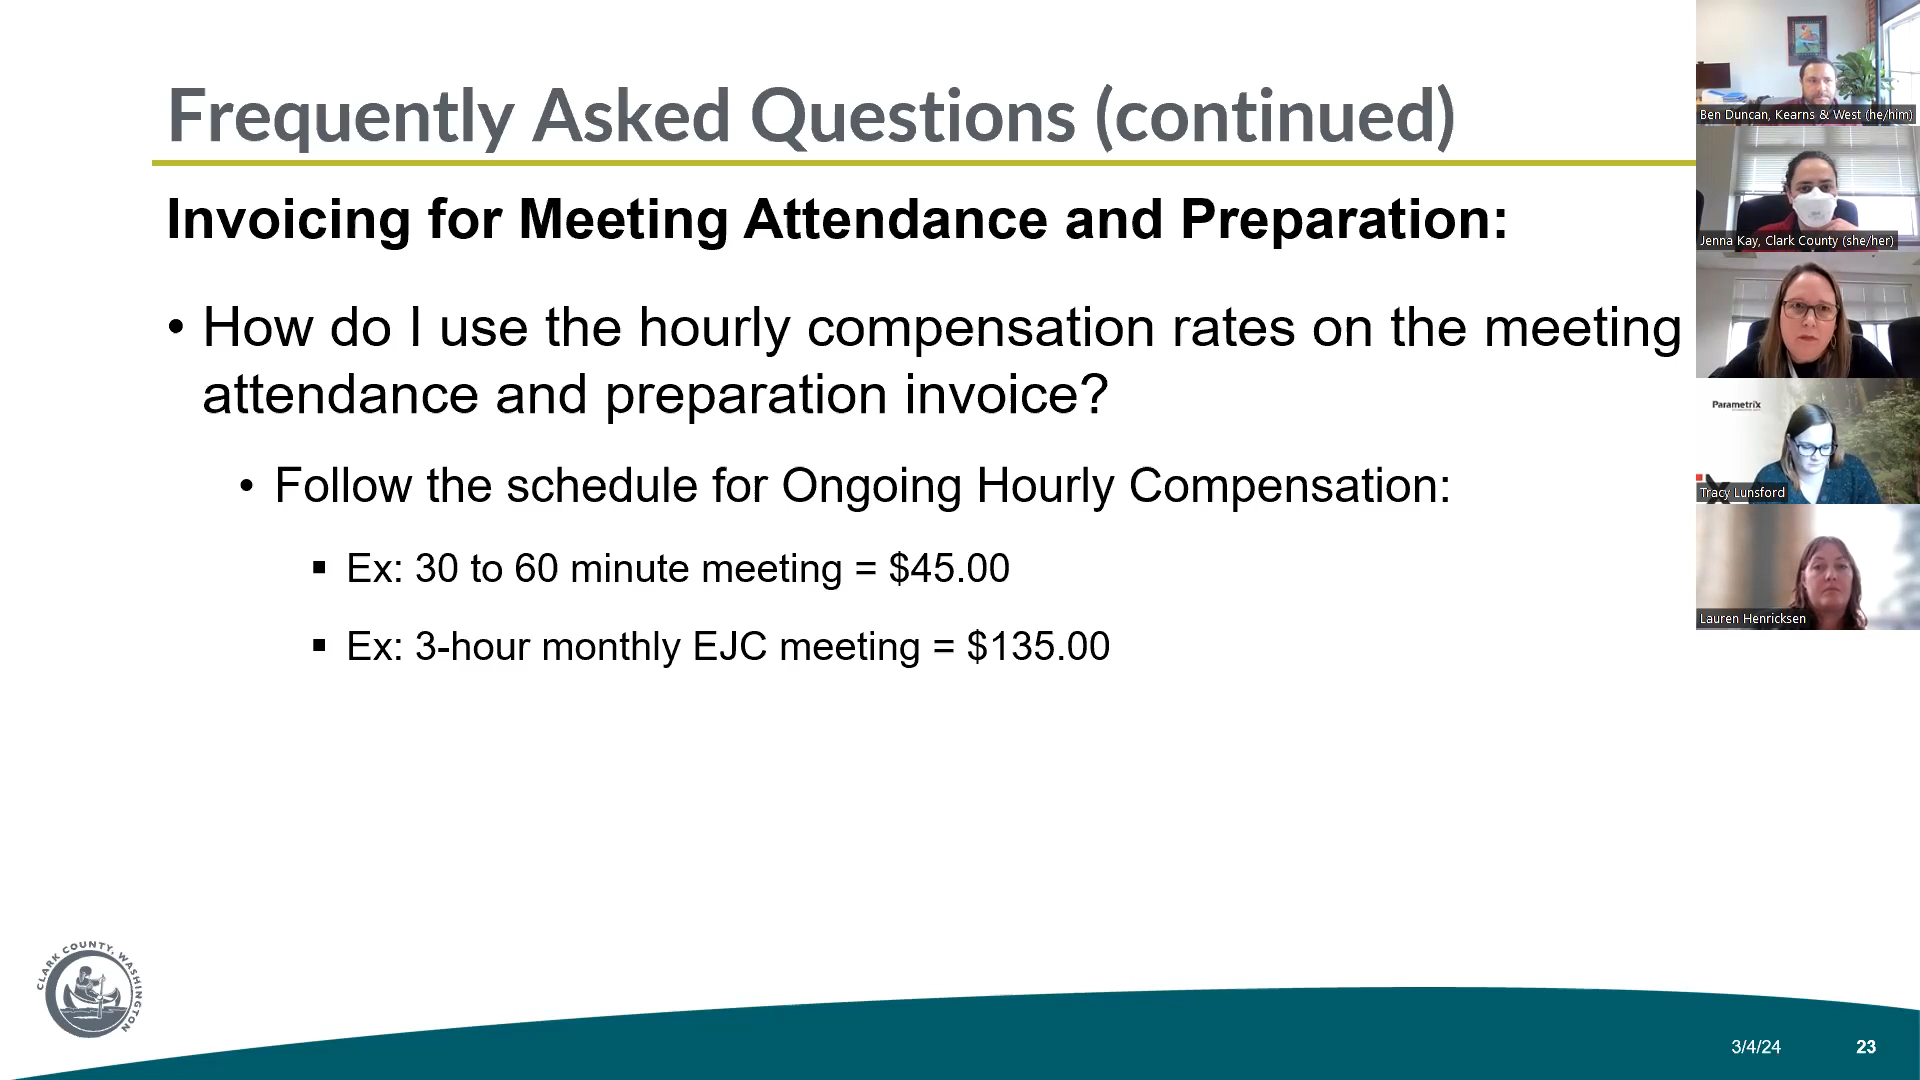 Frequently Asked Questions (continued)
Invoicing for Meeting Attendance and Preparation:
• How do I use the hourly compensation rates on the meeting
attendance and preparation invoice?
• Follow the schedule for Ongoing Hourly Compensation:
▪ Ex: 30 to 60 minute meeting = $45.00
▪ Ex: 3-hour monthly EJC meeting = $135.00
Ben Duncan, Kearns & West (he/him)
Jenna Kay, Clark County (she/her)
Parametrix
Tracy Lunsford
Lauren Henricksen
CLARK COUNTY, WASHINGTON
3/4/24
23